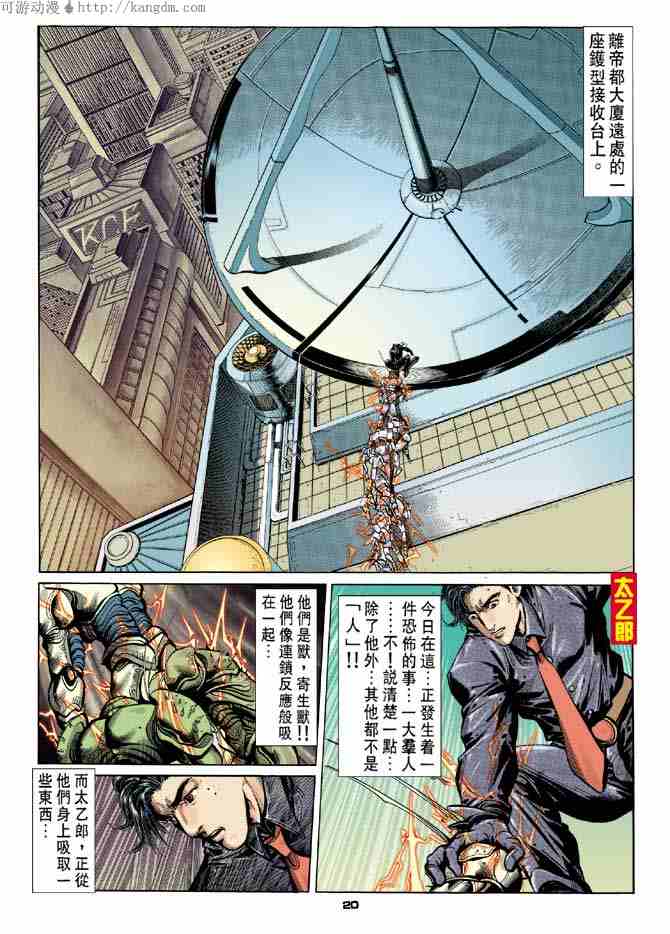 可游动漫 http://kangdm.com/
離帝都大廈遠處的一
座鑊型接收台上。
KCF
太乙郎
今日在這…正發生着一
件恐怖的事…一大羣人
……不！說清楚一點…
除了他外…其他都不是
「人」!!
他們是獸，寄生獸!!
他們像連鎖反應般吸
在一起…
而太乙郎，正從
他們身上吸取一
些東西…
20